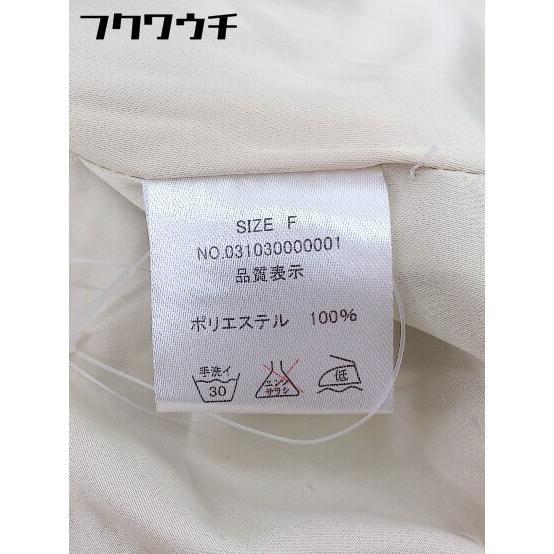 フクワウチ
SIZE F
NO.031030000001
品質表示
ポリエステル 100%
手洗イ
30
エンソ
サラシ
低